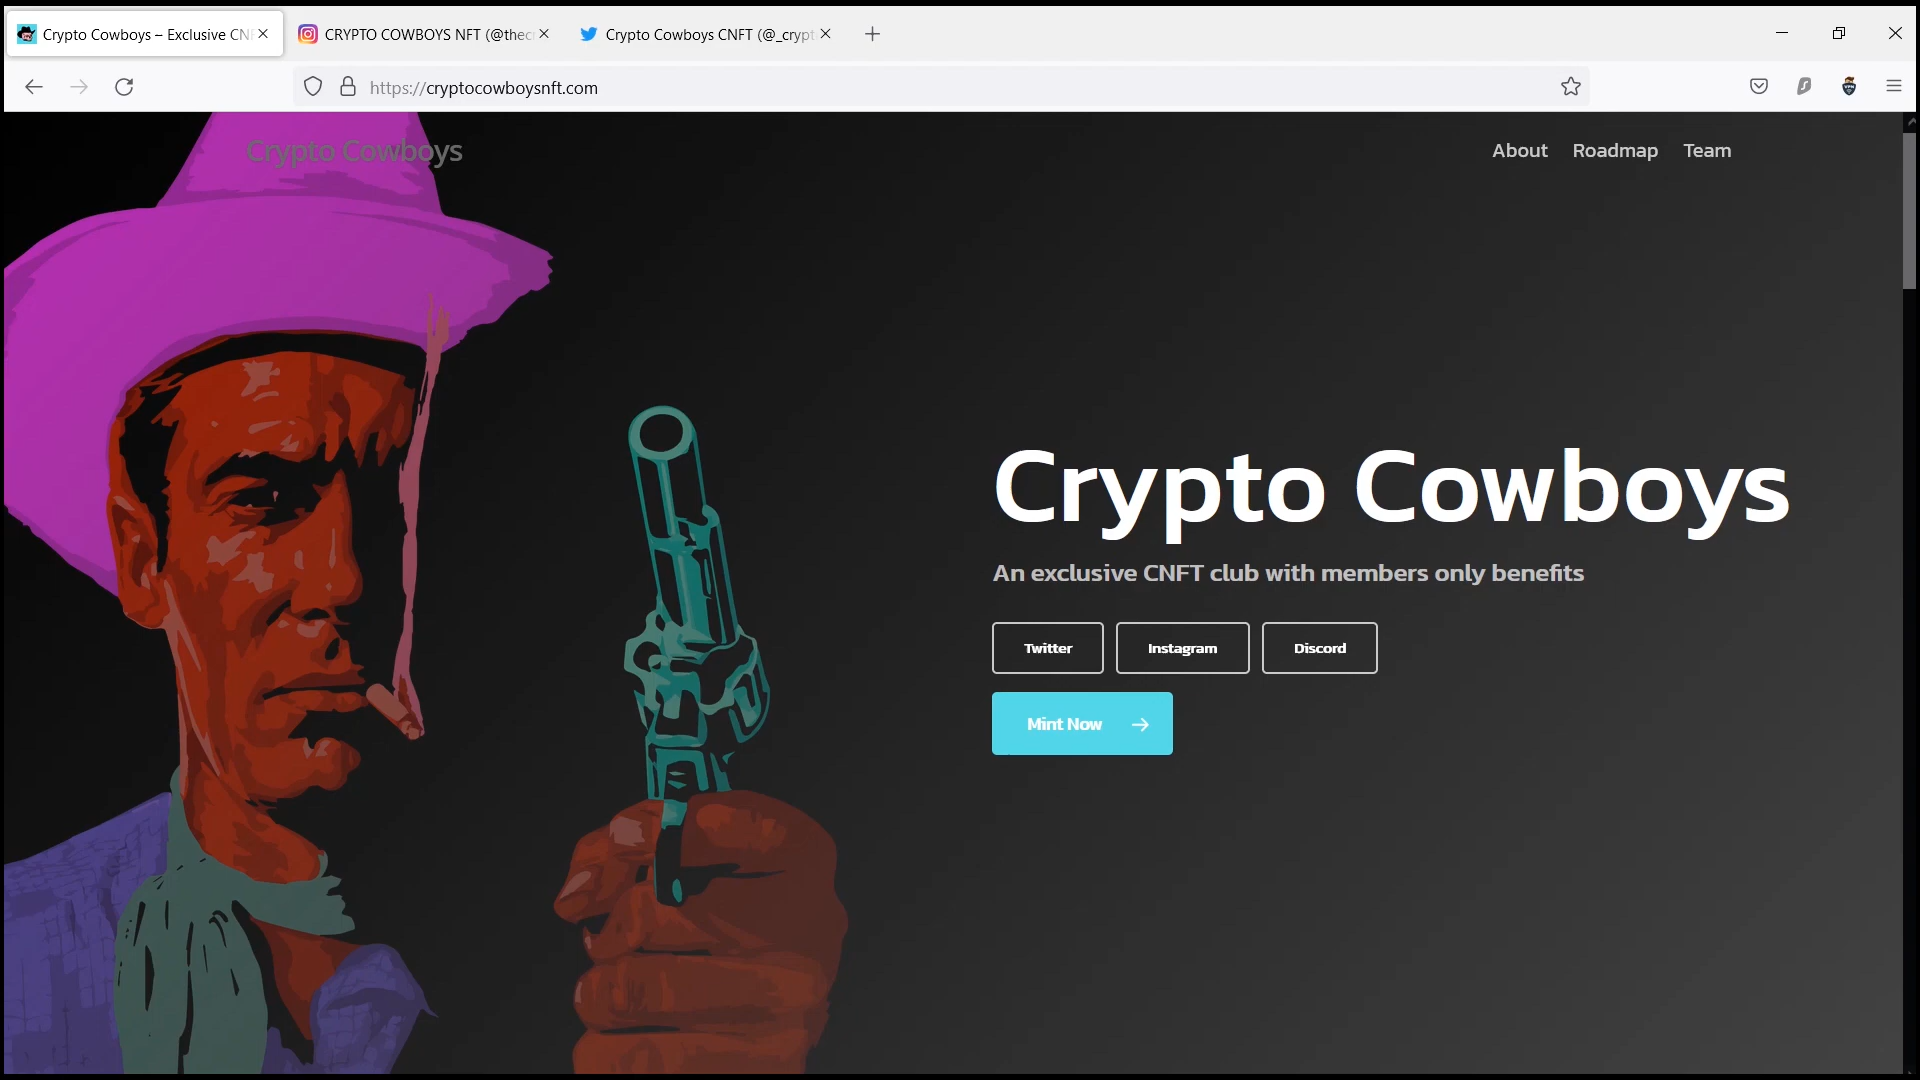 Crypto Cowboys – Exclusive CN
CRYPTO COWBOYS NFT (@thec
Crypto Cowboys CNFT (@_crypt
https://cryptocowboysnft.com
Crypto Cowboys
About Roadmap Team
Crypto Cowboys
An exclusive CNFT club with members only benefits
Twitter Instagram Discord
Mint Now